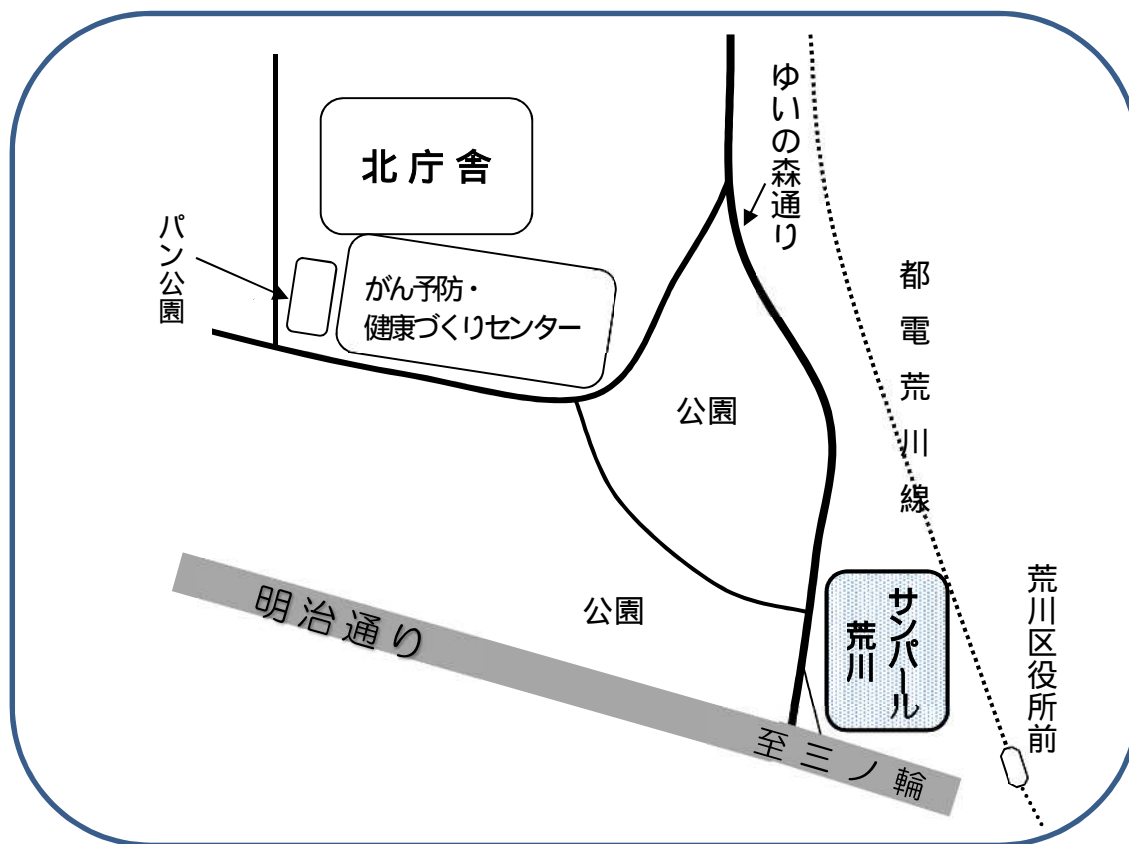 北庁舎
ゆいの森通り
パン公園
がん予防・
健康づくりセンター
都電荒川線
公園
公園
明治通り
サンパール
荒川
荒川区役所前
至三ノ輪